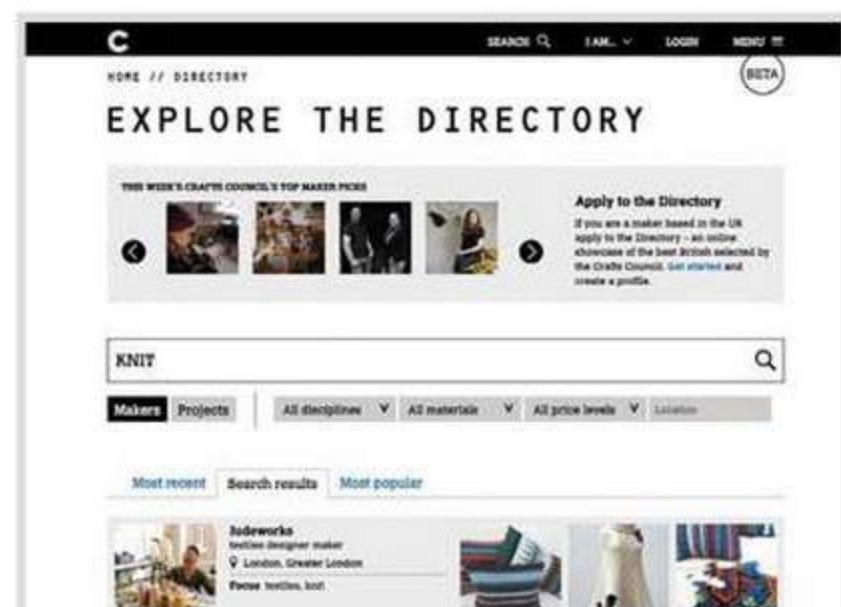 C
SEARCH I AM... LOGIN MENU
HOME // DIRECTORY
BETA
EXPLORE THE DIRECTORY
THIS WEEK'S CRAFTS COUNCIL'S TOP MAKER PICKS
Apply to the Directory
If you are a maker based in the UK
apply to the Directory - an online
showcase of the best British selected by
the Crafts Council. Get started and
create a profile.
KNIT
Makers Projects All disciplines All materials All price levels Location
Most recent Search results Most popular
Judeworks
textiles designer maker
London, Greater London
Focus textiles, knit